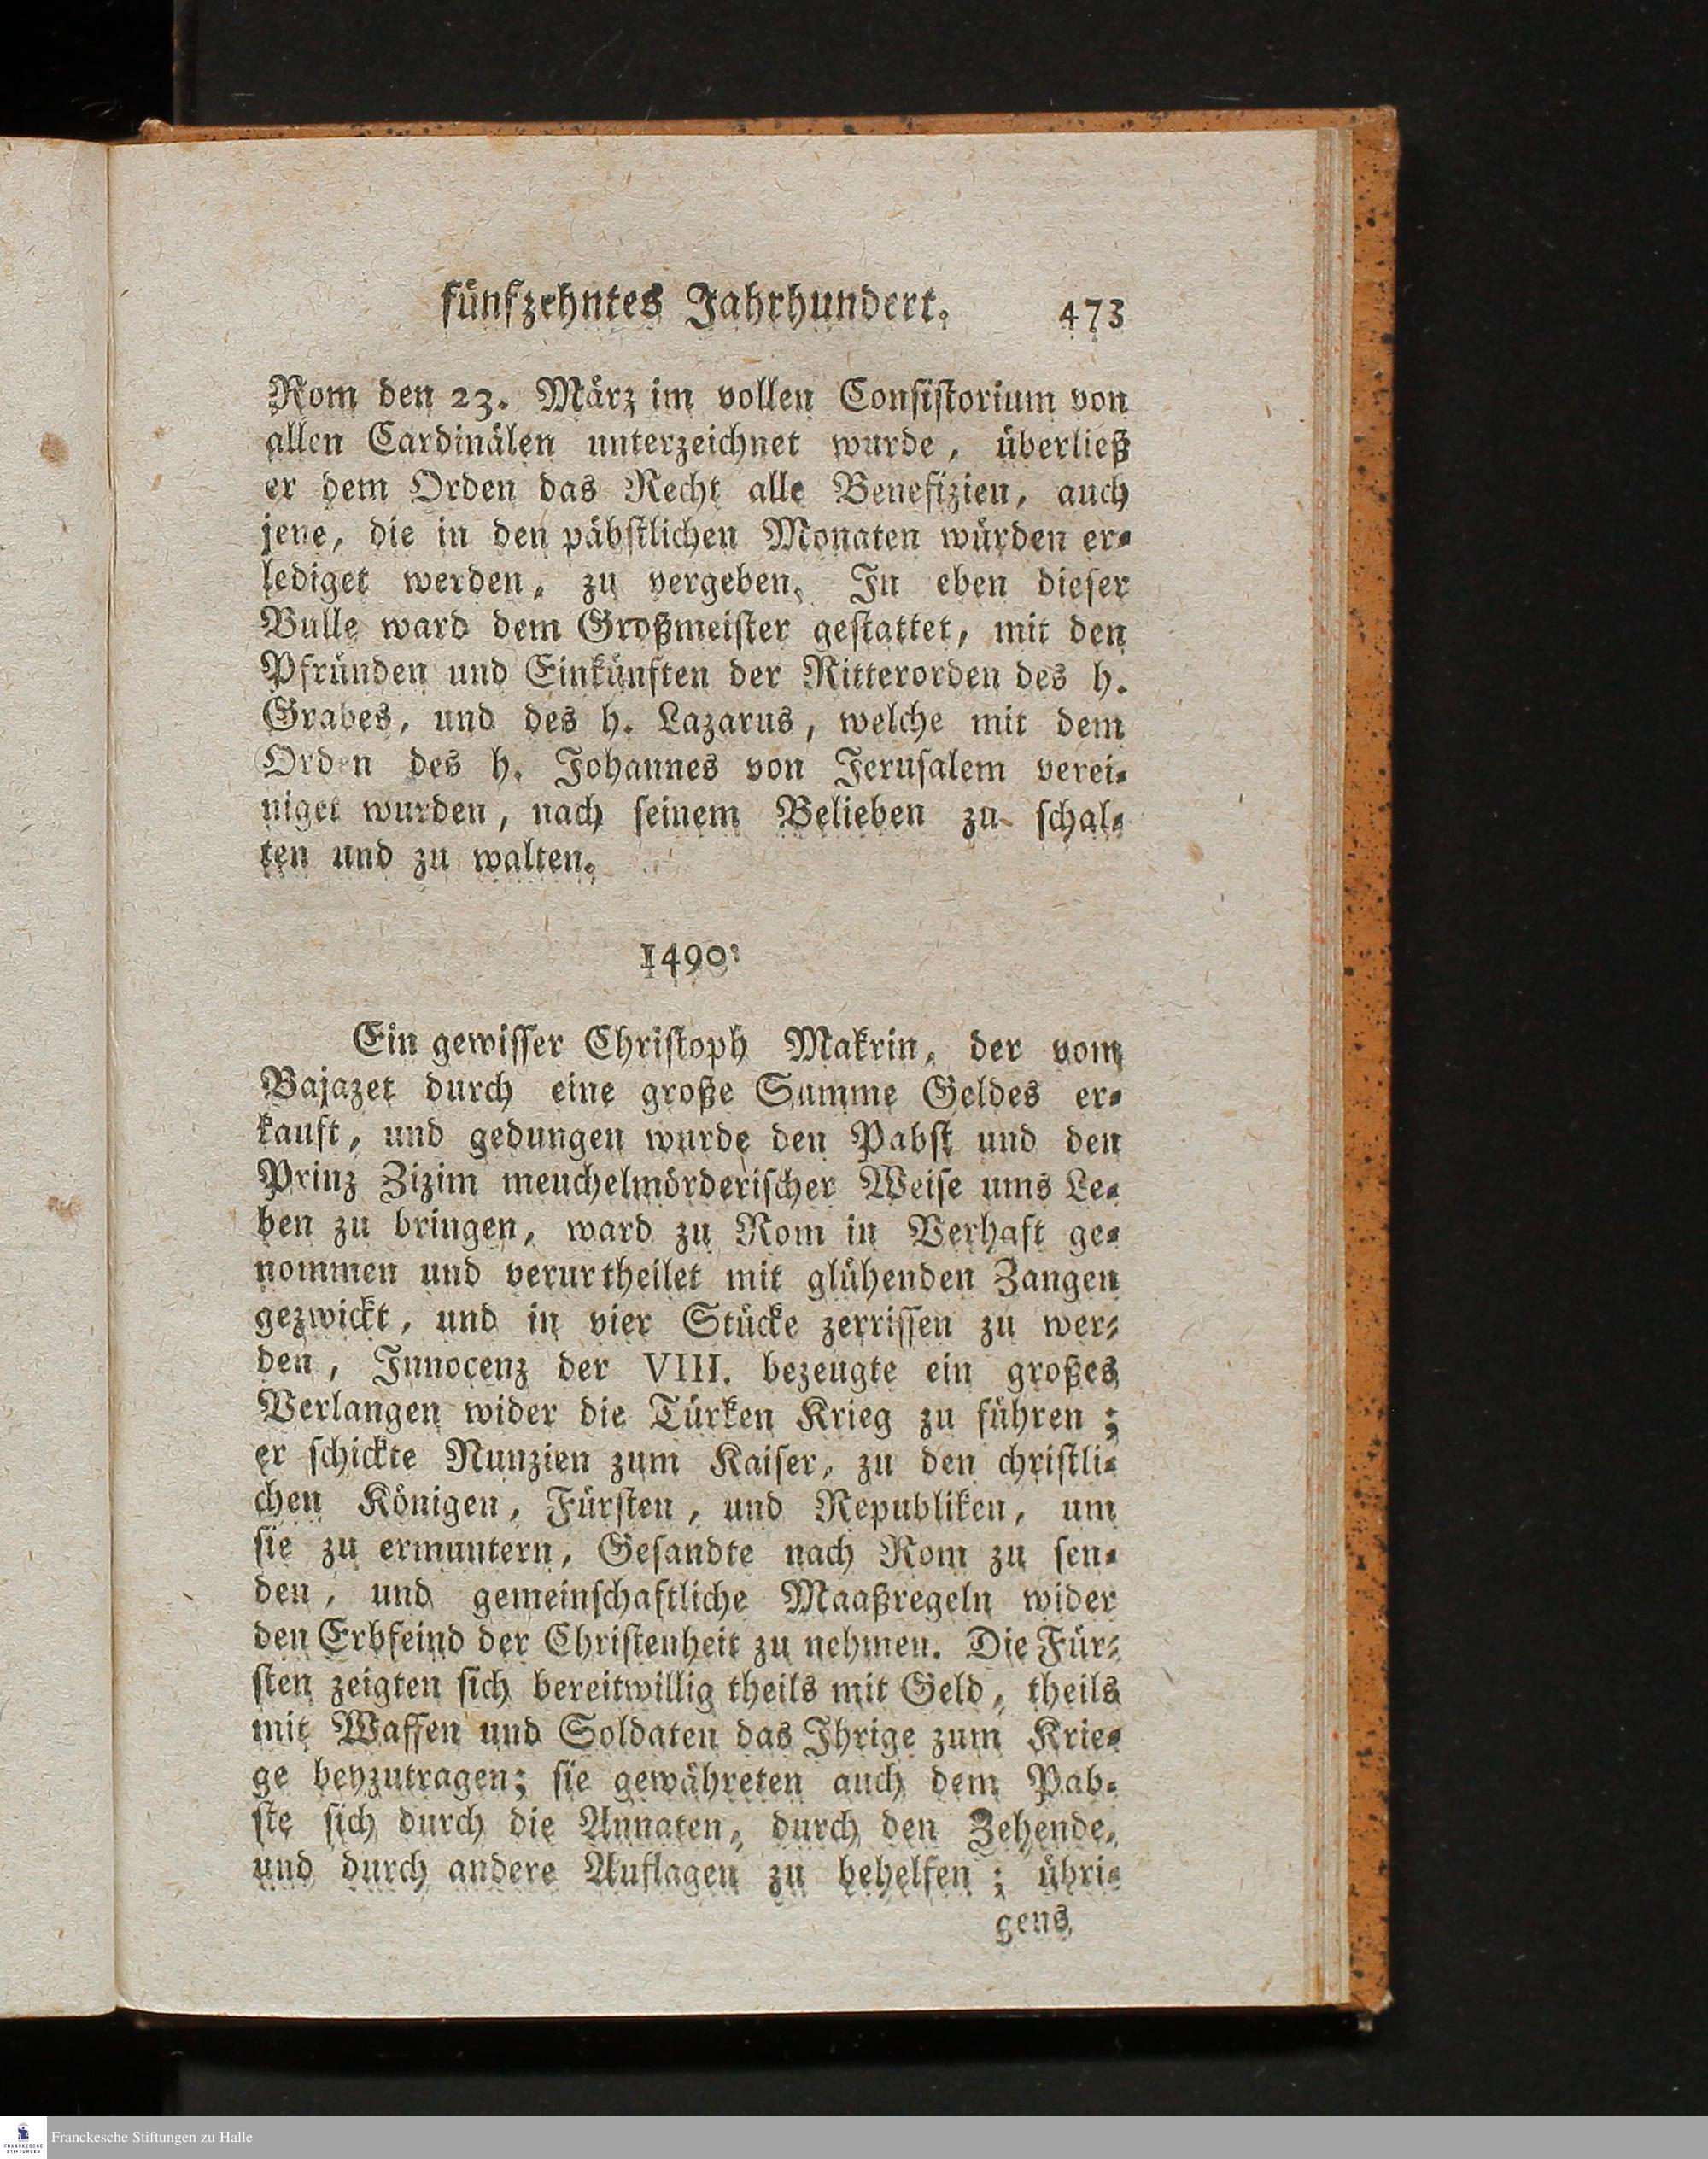 fünfzehntes Jahrhundert. 473
Rom den 23. März im vollen Consistorium von
allen Cardinälen unterzeichnet wurde, überließ
er dem Orden das Recht alle Benefizien, auch
jene, die in den päbstlichen Monaten würden er-
lediget werden, zu vergeben. In eben dieser
Bulle ward dem Großmeister gestattet, mit den
Pfründen und Einkünften der Ritterorden des h.
Grabes, und des h. Lazarus, welche mit dem
Orden des h. Johannes von Jerusalem verei-
niget wurden, nach seinem Belieben zu schal-
ten und zu walten.
1490.
Ein gewisser Christoph Makrin, der vom
Bajazet durch eine große Summe Geldes er-
kauft, und gedungen wurde den Pabst und den
Prinz Zizim meuchelmörderischer Weise ums Le-
ben zu bringen, ward zu Rom in Verhaft ge-
nommen und verurtheilet mit glühenden Zangen
gezwickt, und in vier Stücke zerrissen zu wer-
den, Innocenz der VIII. bezeugte ein großes
Verlangen wider die Türken Krieg zu führen;
er schickte Nunzien zum Kaiser, zu den christli-
chen Königen, Fürsten, und Republiken, um
sie zu ermuntern, Gesandte nach Rom zu sen-
den, und gemeinschaftliche Maaßregeln wider
den Erbfeind der Christenheit zu nehmen. Die Für-
sten zeigten sich bereitwillig theils mit Geld, theils
mit Waffen und Soldaten das Ihrige zum Krie-
ge beyzutragen; sie gewähreten auch dem Pab-
ste sich durch die Annaten, durch den Zehende,
und durch andere Auflagen zu behelfen; übri-
gens
Franckesche Stiftungen zu Halle
FRANCKESCHE
STIFTUNGEN